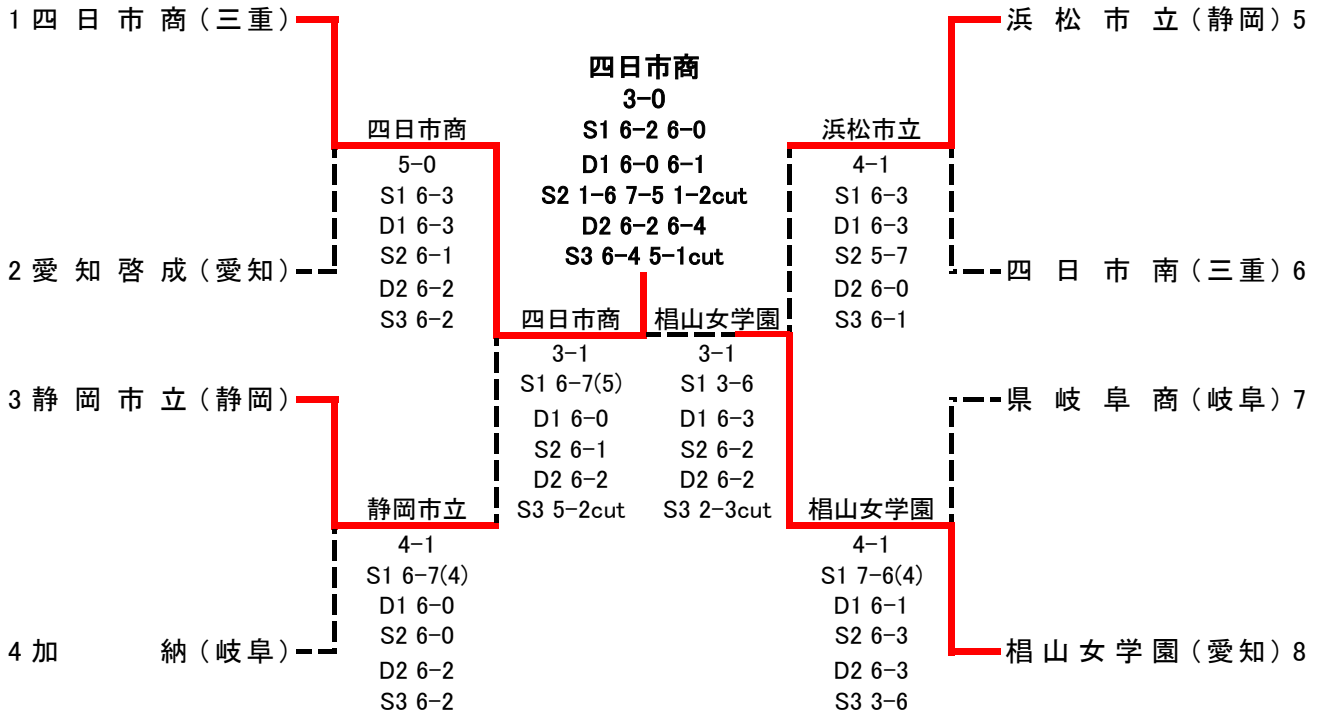 1 四日市商(三重)
2 愛知啓成(愛知)
3 静岡市立(静岡)
4 加納(岐阜)
四日市商
5-0
S1 6-3
D1 6-3
S2 6-1
D2 6-2
S3 6-2
静岡市立
4-1
S1 6-7(4)
D1 6-0
S2 6-0
D2 6-2
S3 6-2
四日市商
3-1
S1 6-7(5)
D1 6-0
S2 6-1
D2 6-2
S3 5-2cut
四日市商
3-0
S1 6-2 6-0
D1 6-0 6-1
S2 1-6 7-5 1-2cut
D2 6-2 6-4
S3 6-4 5-1cut
椙山女学園
3-1
S1 3-6
D1 6-3
S2 6-2
D2 6-2
S3 2-3cut
浜松市立
4-1
S1 6-3
D1 6-3
S2 5-7
D2 6-0
S3 6-1
椙山女学園
4-1
S1 7-6(4)
D1 6-1
S2 6-3
D2 6-3
S3 3-6
浜松市立(静岡) 5
四日市南(三重) 6
県岐阜商(岐阜) 7
椙山女学園(愛知) 8